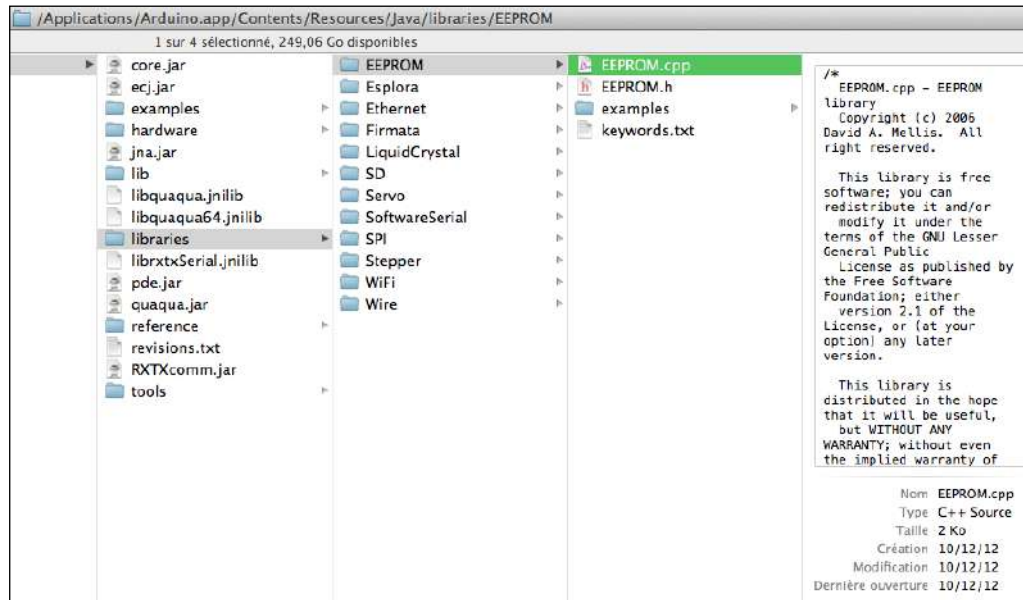 /Applications/Arduino.app/Contents/Resources/Java/libraries/EEPROM
1 sur 4 sélectionné, 249,06 Go disponibles
core.jar
ecj.jar
examples
hardware
jna.jar
lib
libquaqua.jnilib
libquaqua64.jnilib
libraries
librxtxSerial.jnilib
pde.jar
quaqua.jar
reference
revisions.txt
RXTXcomm.jar
tools
EEPROM
Esplora
Ethernet
Firmata
LiquidCrystal
SD
Servo
SoftwareSerial
SPI
Stepper
WiFi
Wire
EEPROM.cpp
EEPROM.h
examples
keywords.txt
/*
EEPROM.cpp - EEPROM
library
Copyright (c) 2006
David A. Mellis.  All
right reserved.
This library is free
software; you can
redistribute it and/or
modify it under the
terms of the GNU Lesser
General Public
License as published by
the Free Software
Foundation; either
version 2.1 of the
License, or (at your
option) any later
version.
This library is
distributed in the hope
that it will be useful,
but WITHOUT ANY
WARRANTY; without even
the implied warranty of
Nom EEPROM.cpp
Type C++ Source
Taille 2 Ko
Création 10/12/12
Modification 10/12/12
Dernière ouverture 10/12/12